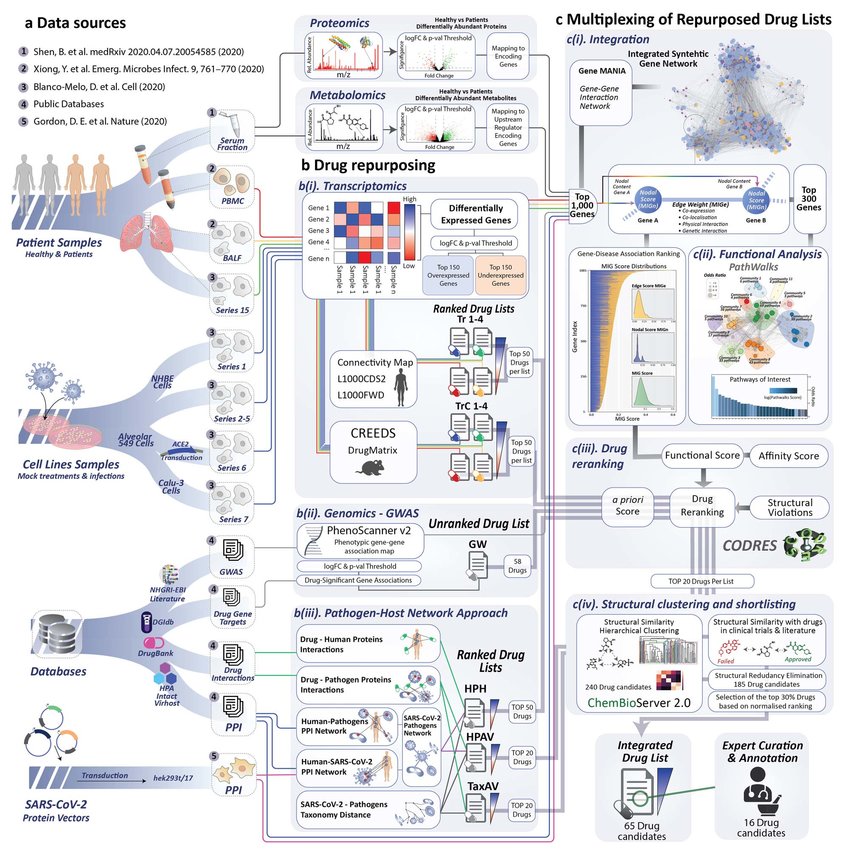 a Data sources
1 Shen, B. et al. medRxiv 2020.04.07.20054585 (2020)
2 Xiong, Y. et al. Emerg. Microbes Infect. 9, 761–770 (2020)
3 Blanco-Melo, D. et al. Cell (2020)
4 Public Databases
5 Gordon, D. E. et al. Nature (2020)
Patient Samples
Healthy & Patients
1
Serum
Fraction
2
PBMC
2
BALF
3
Series 15
Cell Lines Samples
Mock treatments & infections
NHBE
Cells
Alveolar
549 Cells
ACE2
Transduction
Calu-3
Cells
3
Series 1
3
Series 2-5
3
Series 6
3
Series 7
Databases
NHGRI-EBI
Literature
DGIdb
DrugBank
HPA
Intact
Virhost
4
GWAS
4
Drug Gene
Targets
4
Drug
Interactions
4
PPI
SARS-CoV-2
Protein Vectors
Transduction
hek293t/17
5
PPI
Proteomics
Rel. Abundance
m/z
Healthy vs Patients
Differentially Abundant Proteins
logFC & p-val Threshold
Significance
Fold Change
Mapping to
Encoding
Genes
Metabolomics
Rel. Abundance
m/z
Healthy vs Patients
Differentially Abundant Metabolites
logFC & p-val Threshold
Significance
Fold Change
Mapping to
Upstream
Regulator
Encoding
Genes
b Drug repurposing
b(i). Transcriptomics
Gene 1
Gene 2
Gene 3
Gene 4
...
Gene n
Sample 1
Sample 1
Sample 1
Sample 1
...
Sample n
High
Low
Differentially
Expressed Genes
logFC & p-val Threshold
Top 150
Overexpressed
Genes
Top 150
Underexpressed
Genes
Connectivity Map
L1000CDS2
L1000FWD
Ranked Drug Lists
Tr 1-4
Top 50
Drugs
per list
CREEDS
DrugMatrix
TrC 1-4
Top 50
Drugs
per list
b(ii). Genomics - GWAS
PhenoScanner v2
Phenotypic gene-gene
association map
logFC & p-val Threshold
Drug-Significant Gene Associations
Unranked Drug List
GW
58
Drugs
b(iii). Pathogen-Host Network Approach
Drug - Human Proteins
Interactions
Drug - Pathogen Proteins
Interactions
Human-Pathogens
PPI Network
Human-SARS-CoV-2
PPI Network
SARS-CoV-2
Pathogens
Network
SARS-CoV-2 - Pathogens
Taxonomy Distance
Ranked Drug
Lists
HPH
TOP 50
Drugs
HPAV
TOP 20
Drugs
TaxAV
TOP 20
Drugs
c Multiplexing of Repurposed Drug Lists
c(i). Integration
Gene MANIA
Gene-Gene
Interaction
Network
Integrated Syntehtic
Gene Network
Top
1,000
Genes
Nodal
Content
Gene A
Nodal
Score
(MIGn)
Gene A
Nodal Content
Gene B
Nodal
Score
(MIGn)
Gene B
Edge Weight (MIGe)
• Co-expression
• Co-localisation
• Physical Interaction
• Genetic Interaction
Top
300
Genes
Gene-Disease Association Ranking
MIG Score Distributions
Gene Index
MIG Score
Edge Score MIGe
Nodal Score MIGn
MIG Score
c(ii). Functional Analysis
PathWalks
Odds Ratio
Pathways of Interest
log(Pathwalks Score)
Odds Ratio
c(iii). Drug
reranking
Functional Score
Affinity Score
a priori
Score
Drug
Reranking
Structural
Violations
CODRES
TOP 20 Drugs Per List
c(iv). Structural clustering and shortlisting
Structural Similarity
Hierarchical Clustering
240 Drug candidates
ChemBioServer 2.0
Structural Similarity with drugs
in clinical trials & literature
Failed
Approved
Structural Redudancy Elimination
185 Drug candidates
Selection of the top 30% Drugs
based on normalised ranking
Integrated
Drug List
65 Drug
candidates
Expert Curation
& Annotation
16 Drug
candidates